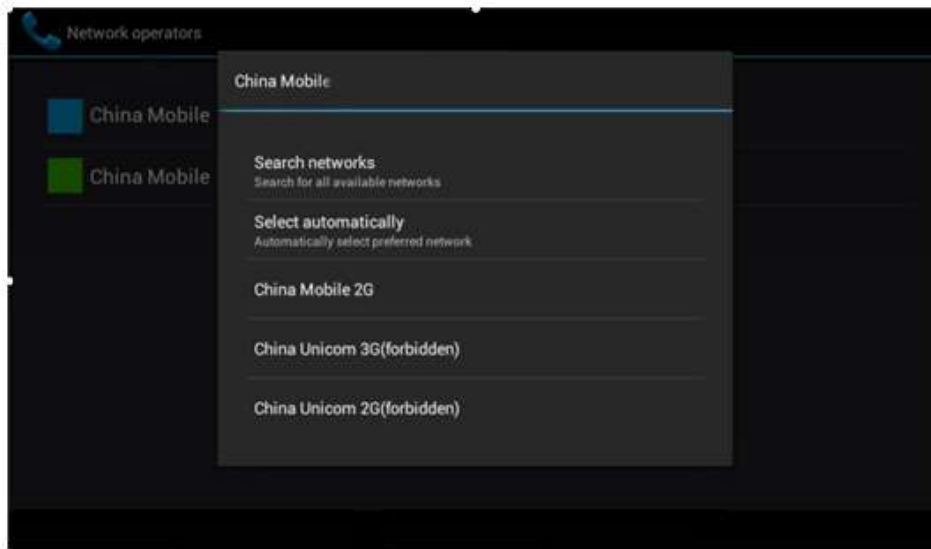 Network operators
China Mobile
China Mobile
China Mobile
Search networks
Search for all available networks
Select automatically
Automatically select preferred network
China Mobile 2G
China Unicom 3G(forbidden)
China Unicom 2G(forbidden)